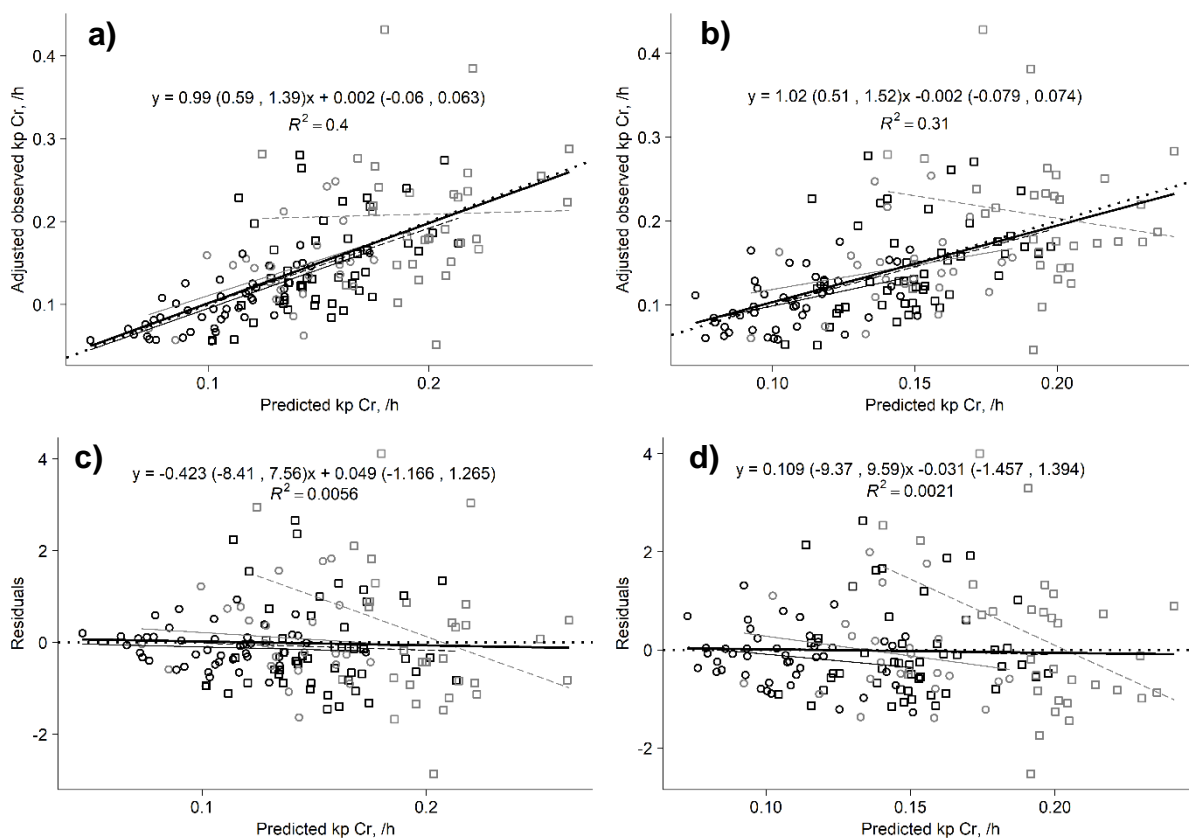 a)
y = 0.99 (0.59 , 1.39)x + 0.002 (-0.06 , 0.063)
R² = 0.4
Adjusted observed kp Cr, /h
0.4
0.3
0.2
0.1
0.1
0.2
Predicted kp Cr, /h
b)
y = 1.02 (0.51 , 1.52)x -0.002 (-0.079 , 0.074)
R² = 0.31
Adjusted observed kp Cr, /h
0.4
0.3
0.2
0.1
0.10
0.15
0.20
Predicted kp Cr, /h
c)
y = -0.423 (-8.41 , 7.56)x + 0.049 (-1.166 , 1.265)
R² = 0.0056
Residuals
4
2
0
-2
0.1
0.2
Predicted kp Cr, /h
d)
y = 0.109 (-9.37 , 9.59)x -0.031 (-1.457 , 1.394)
R² = 0.0021
Residuals
4
2
0
-2
0.10
0.15
0.20
Predicted kp Cr, /h